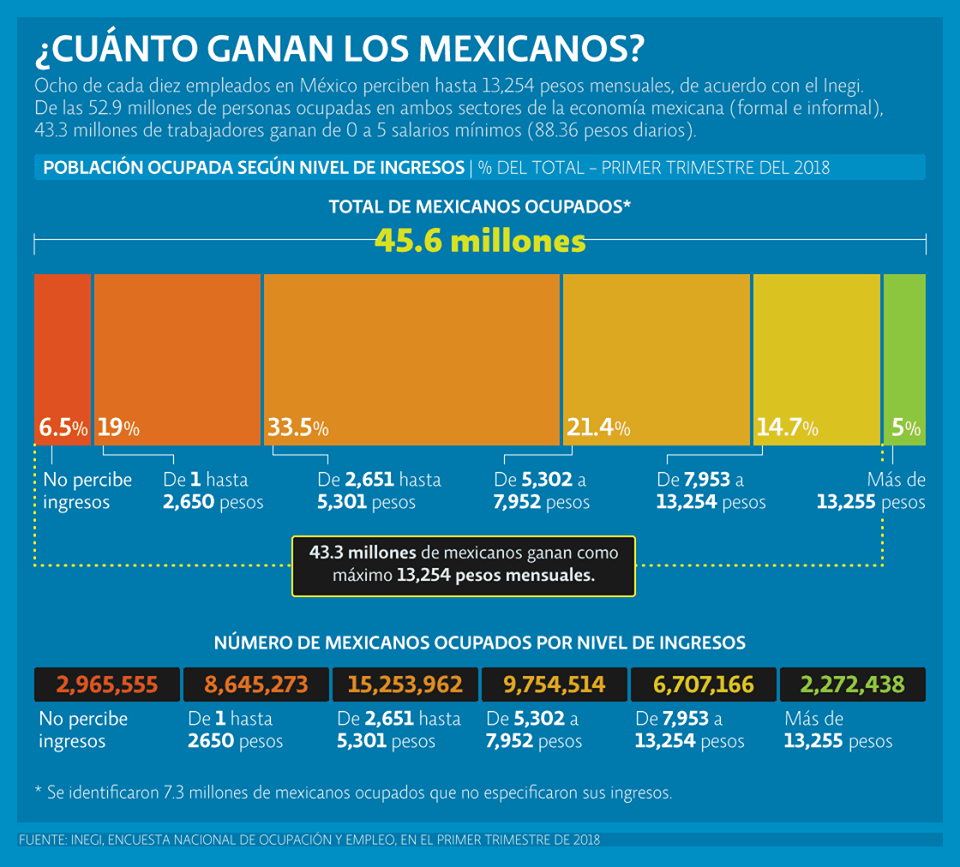 ¿CUÁNTO GANAN LOS MEXICANOS?
Ocho de cada diez empleados en México perciben hasta 13,254 pesos mensuales, de acuerdo con el Inegi.
De las 52.9 millones de personas ocupadas en ambos sectores de la economía mexicana (formal e informal),
43.3 millones de trabajadores ganan de 0 a 5 salarios mínimos (88.36 pesos diarios).
POBLACIÓN OCUPADA SEGÚN NIVEL DE INGRESOS | % DEL TOTAL – PRIMER TRIMESTRE DEL 2018
TOTAL DE MEXICANOS OCUPADOS*
45.6 millones
6.5% 19% 33.5% 21.4% 14.7% 5%
No percibe De 1 hasta De 2,651 hasta De 5,302 a De 7,953 a Más de
ingresos 2,650 pesos 5,301 pesos 7,952 pesos 13,254 pesos 13,255 pesos
43.3 millones de mexicanos ganan como
máximo 13,254 pesos mensuales.
NÚMERO DE MEXICANOS OCUPADOS POR NIVEL DE INGRESOS
2,965,555 8,645,273 15,253,962 9,754,514 6,707,166 2,272,438
No percibe De 1 hasta De 2,651 hasta De 5,302 a De 7,953 a Más de
ingresos 2650 pesos 5,301 pesos 7,952 pesos 13,254 pesos 13,255 pesos
* Se identificaron 7.3 millones de mexicanos ocupados que no especificaron sus ingresos.
FUENTE: INEGI, ENCUESTA NACIONAL DE OCUPACIÓN Y EMPLEO, EN EL PRIMER TRIMESTRE DE 2018